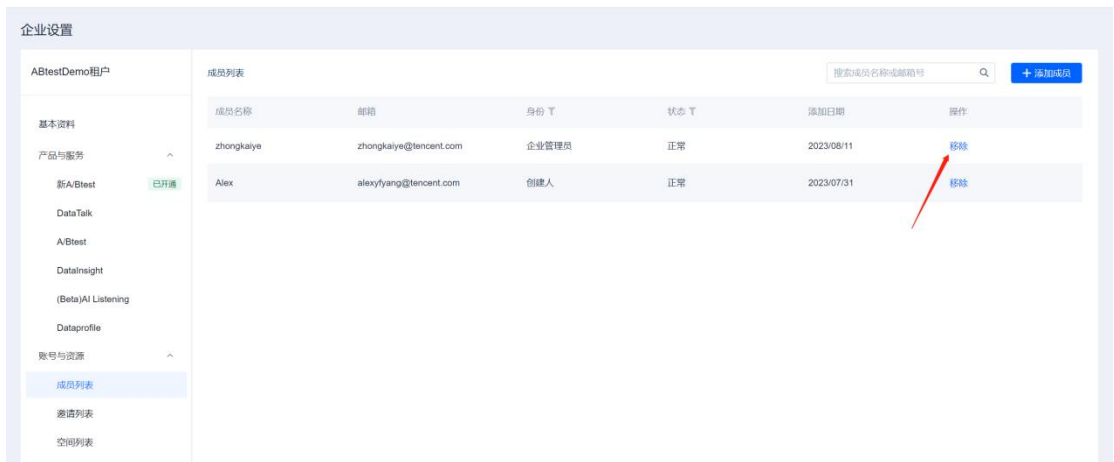 企业设置
ABtestDemo租户
成员列表
搜索成员名称或邮箱号
添加成员
基本资料
产品与服务
新A/Btest 已开通
DataTalk
A/Btest
DataInsight
(Beta)AI Listening
Dataprofile
账号与资源
成员列表
邀请列表
空间列表
成员名称 邮箱 身份 状态 添加日期 操作
zhongkaiye zhongkaiye@tencent.com 企业管理员 正常 2023/08/11 移除
Alex alexyfyang@tencent.com 创建人 正常 2023/07/31 移除